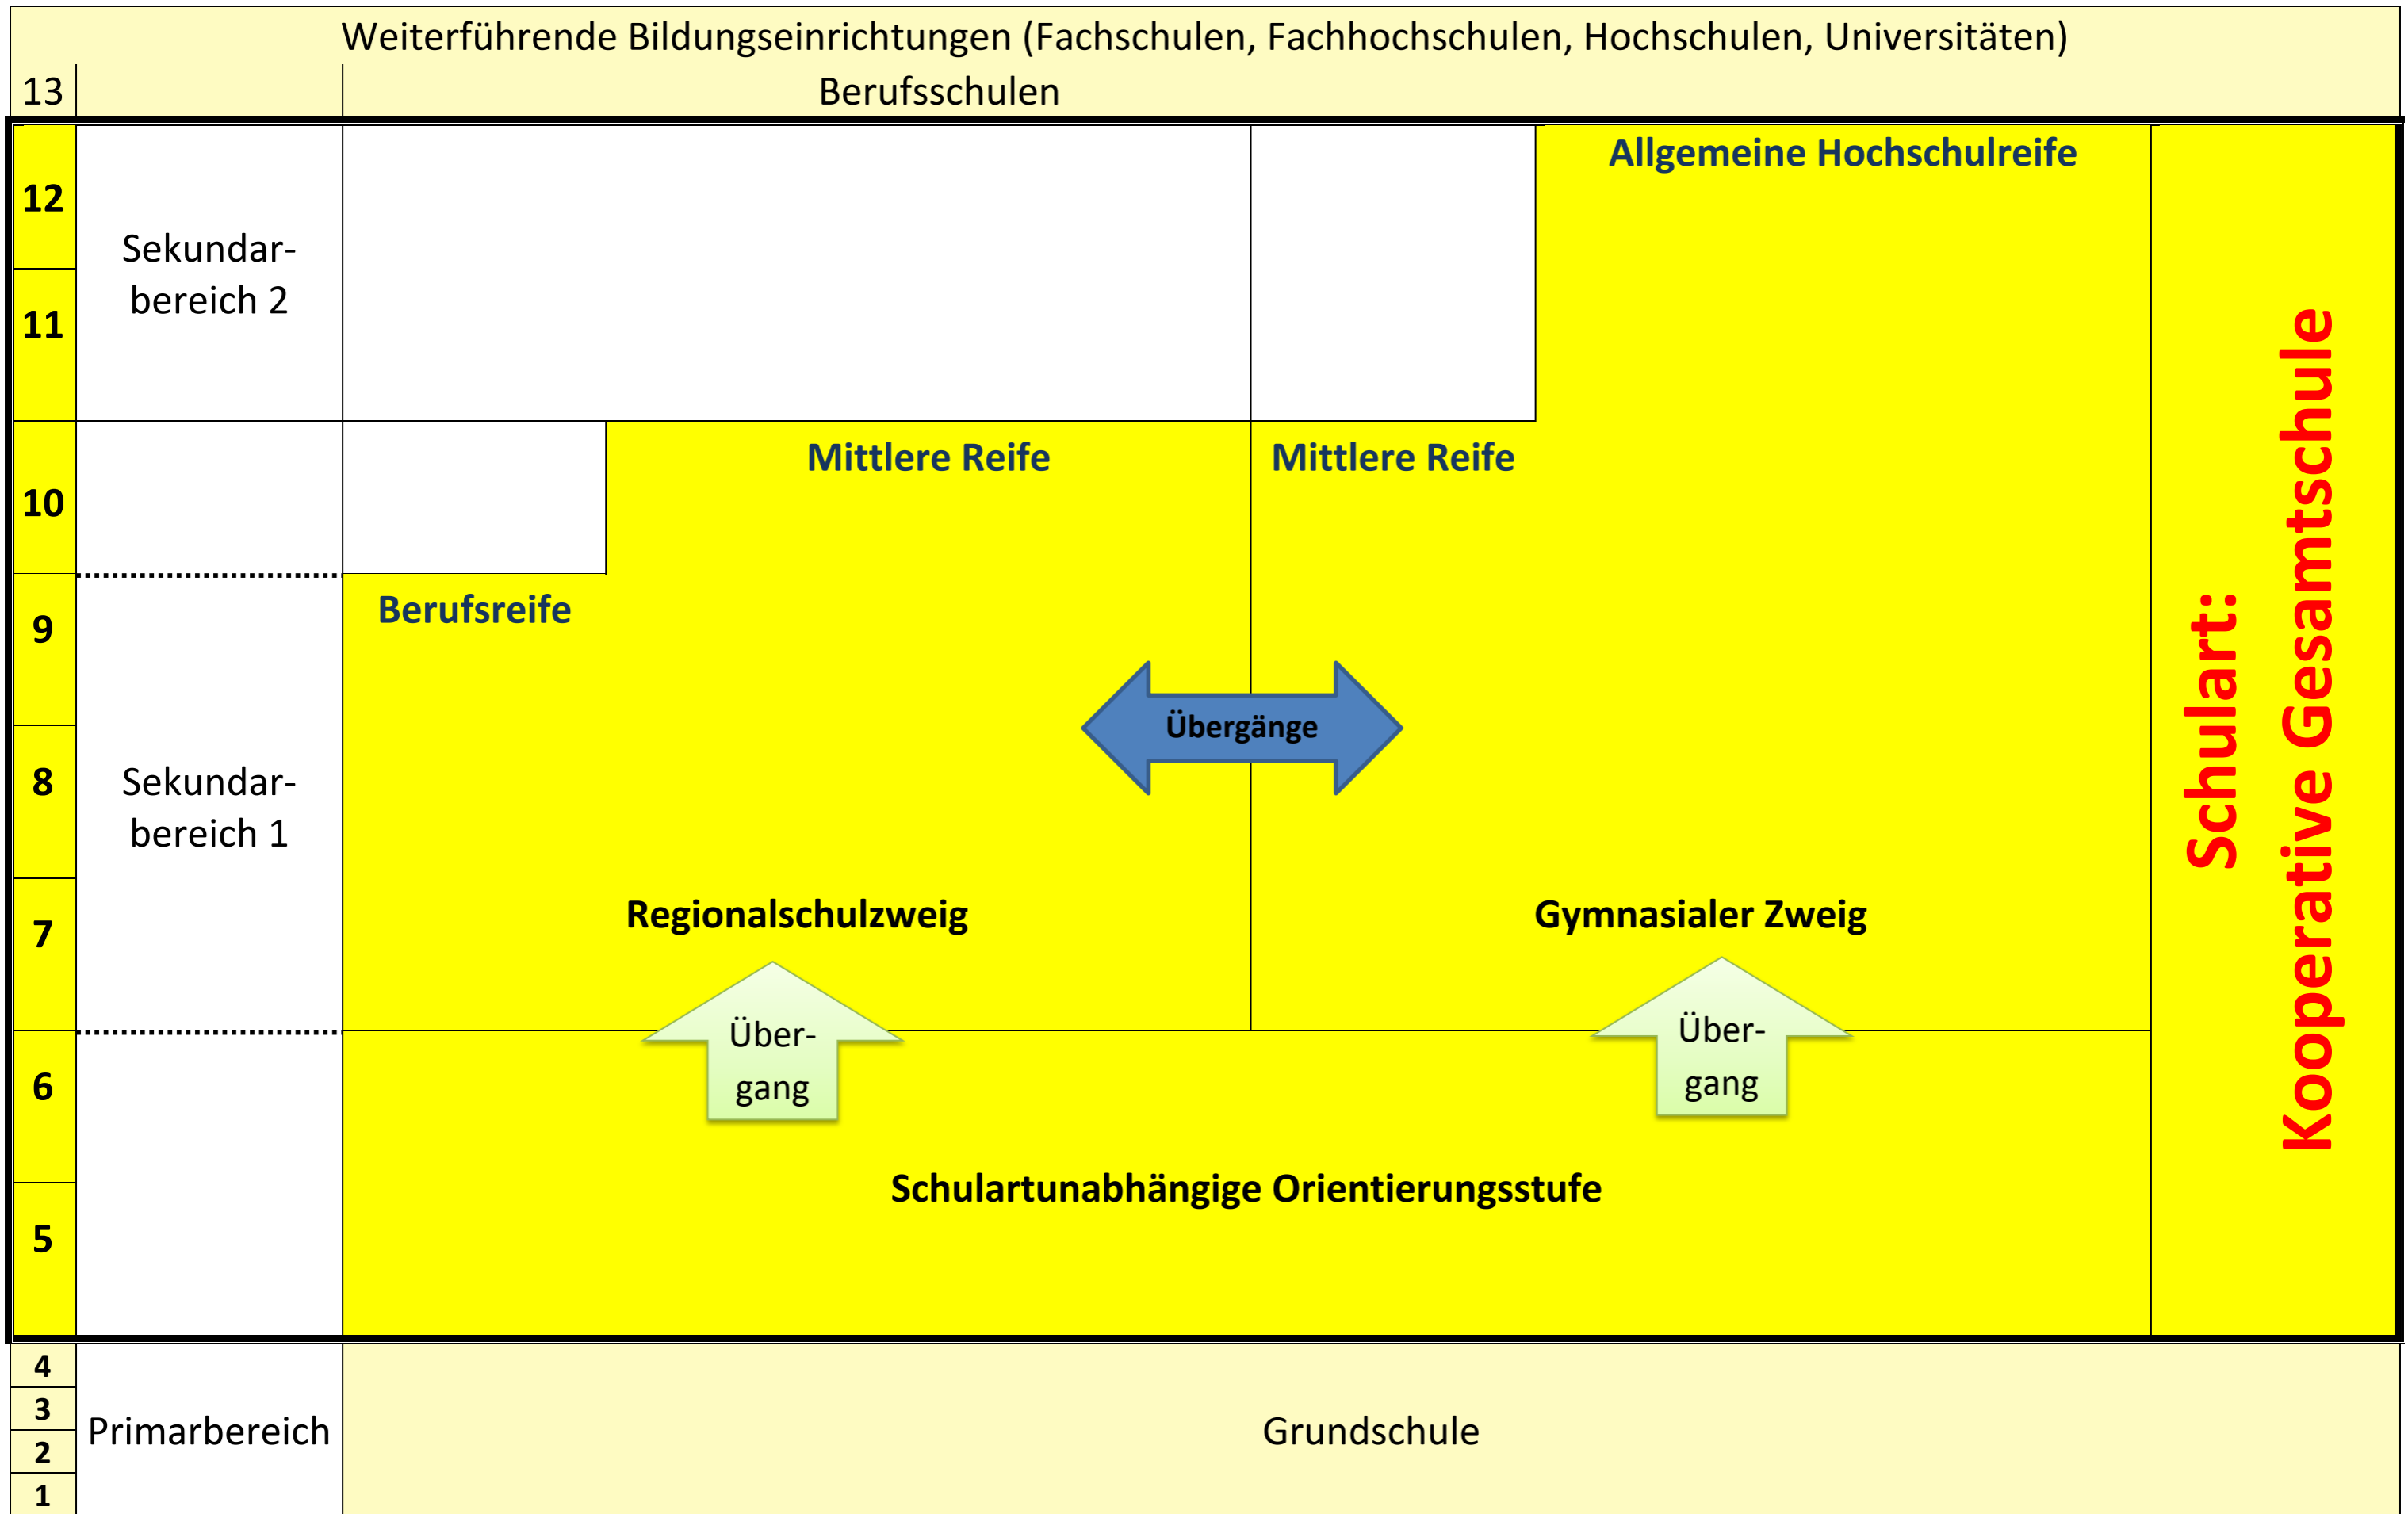 Weiterführende Bildungseinrichtungen (Fachschulen, Fachhochschulen, Hochschulen, Universitäten)
13
Berufsschulen
Allgemeine Hochschulreife
12
Sekundar-
bereich 2
11
Mittlere Reife
Mittlere Reife
10
Berufsreife
9
Übergänge
8
Sekundar-
bereich 1
7
Regionalschulzweig
Gymnasialer Zweig
Über-
gang
Über-
gang
6
Schulartunabhängige Orientierungsstufe
5
Schulart:
Kooperative Gesamtschule
4
3
2
1
Primarbereich
Grundschule